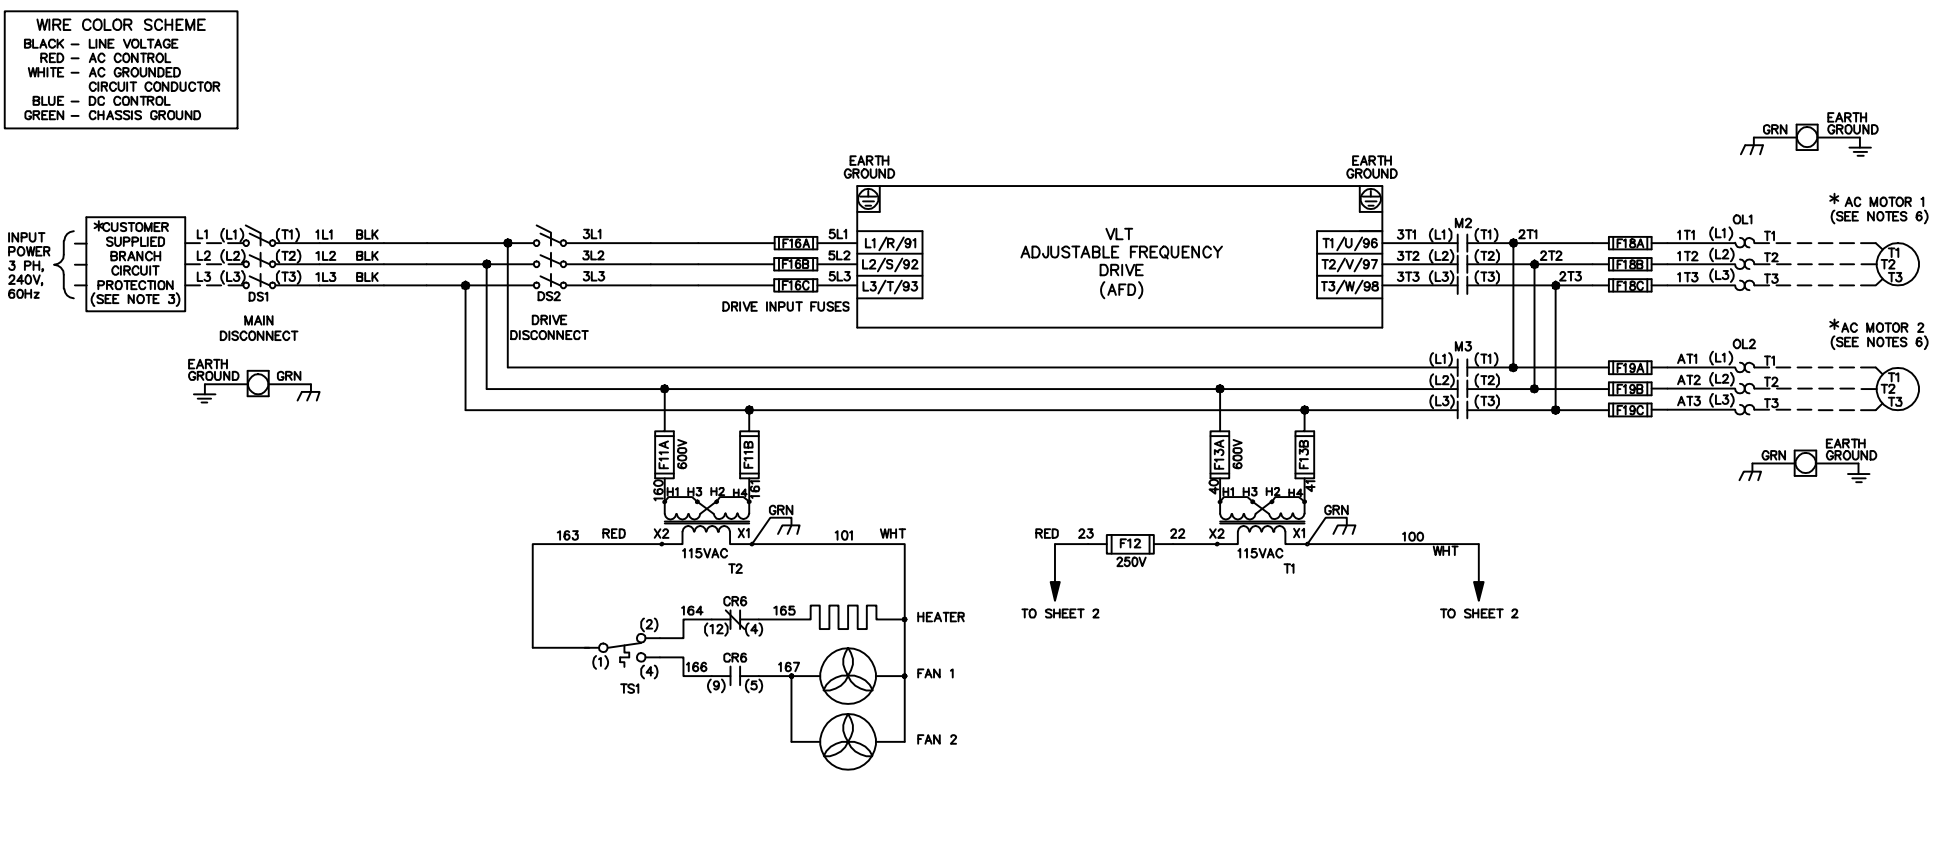 WIRE COLOR SCHEME
BLACK – LINE VOLTAGE
RED – AC CONTROL
WHITE – AC GROUNDED
CIRCUIT CONDUCTOR
BLUE – DC CONTROL
GREEN – CHASSIS GROUND
INPUT
POWER
3 PH,
240V,
60Hz
*CUSTOMER
SUPPLIED
BRANCH
CIRCUIT
PROTECTION
(SEE NOTE 3)
L1 (L1) (T1) 1L1 BLK
L2 (L2) (T2) 1L2 BLK
L3 (L3) (T3) 1L3 BLK
DS1
MAIN
DISCONNECT
EARTH
GROUND
GRN
3L1
3L2
3L3
DS2
DRIVE
DISCONNECT
F16A 5L1
F16B 5L2
F16C 5L3
DRIVE INPUT FUSES
EARTH
GROUND
EARTH
GROUND
L1/R/91
L2/S/92
L3/T/93
VLT
ADJUSTABLE FREQUENCY
DRIVE
(AFD)
T1/U/96
T2/V/97
T3/W/98
M2
3T1 (L1) (T1) 2T1
3T2 (L2) (T2) 2T2
3T3 (L3) (T3) 2T3
OL1
F18A 1T1 (L1) T1
F18B 1T2 (L2) T2
F18C 1T3 (L3) T3
GRN
EARTH
GROUND
* AC MOTOR 1
(SEE NOTES 6)
T1
T2
T3
M3
(L1) (T1)
(L2) (T2)
(L3) (T3)
OL2
F19A AT1 (L1) T1
F19B AT2 (L2) T2
F19C AT3 (L3) T3
* AC MOTOR 2
(SEE NOTES 6)
T1
T2
T3
GRN
EARTH
GROUND
F11A
600V
F11B
160
161
H1 H3 H2 H4
GRN
163 RED X2 X1 101 WHT
115VAC
T2
F13A
600V
F13B
40
41
H1 H3 H2 H4
GRN
RED 23 F12 22 X2 X1 100
WHT
250V
115VAC
T1
TO SHEET 2
TO SHEET 2
CR6
164 165
(12) (4)
HEATER
(2)
(1)
(4)
TS1
CR6
166 167
(9) (5)
FAN 1
FAN 2